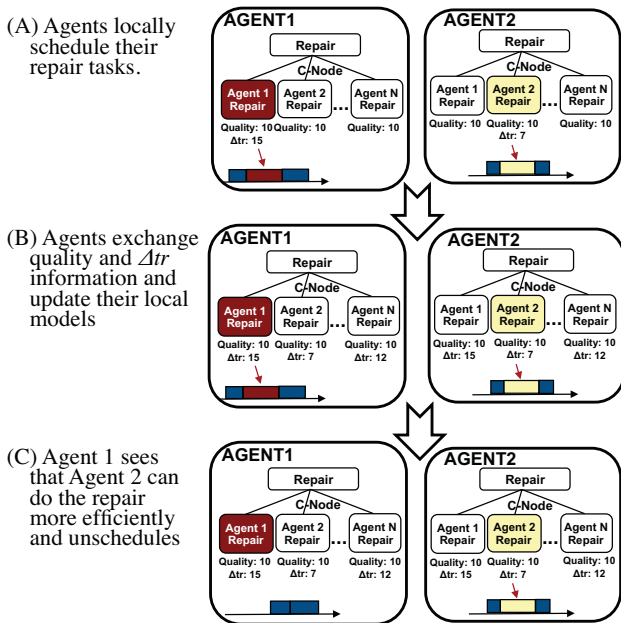 (A) Agents locally
schedule their
repair tasks.
AGENT1
Repair
C-Node
Agent 1
Repair
Agent 2
Repair
...
Agent N
Repair
Quality: 10
Δtr: 15
Quality: 10
Quality: 10
AGENT2
Repair
C-Node
Agent 1
Repair
Agent 2
Repair
...
Agent N
Repair
Quality: 10
Quality: 10
Δtr: 7
Quality: 10
(B) Agents exchange
quality and Δtr
information and
update their local
models
AGENT1
Repair
C-Node
Agent 1
Repair
Agent 2
Repair
...
Agent N
Repair
Quality: 10
Δtr: 15
Quality: 10
Δtr: 7
Quality: 10
Δtr: 12
AGENT2
Repair
C-Node
Agent 1
Repair
Agent 2
Repair
...
Agent N
Repair
Quality: 10
Δtr: 15
Quality: 10
Δtr: 7
Quality: 10
Δtr: 12
(C) Agent 1 sees
that Agent 2 can
do the repair
more efficiently
and unschedules
AGENT1
Repair
C-Node
Agent 1
Repair
Agent 2
Repair
...
Agent N
Repair
Quality: 10
Δtr: 15
Quality: 10
Δtr: 7
Quality: 10
Δtr: 12
AGENT2
Repair
C-Node
Agent 1
Repair
Agent 2
Repair
...
Agent N
Repair
Quality: 10
Δtr: 15
Quality: 10
Δtr: 7
Quality: 10
Δtr: 12